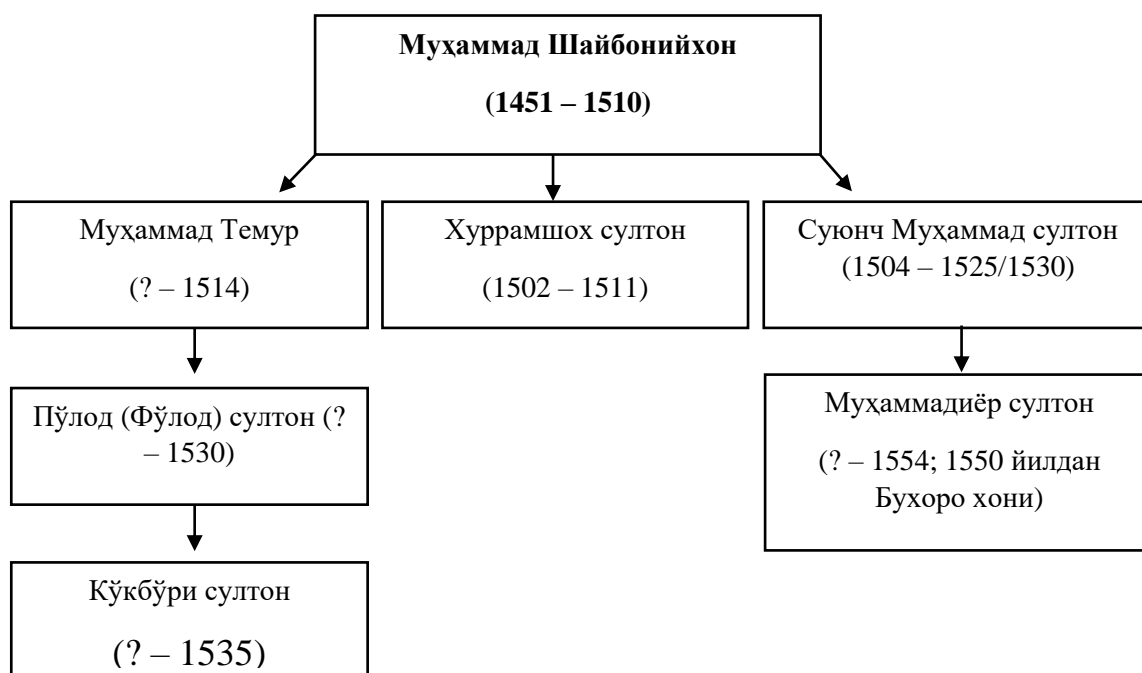 Муҳаммад Шайбонийхон
(1451 – 1510)
Муҳаммад Темур
(? – 1514)
Хуррамшох султон
(1502 – 1511)
Суюнч Муҳаммад султон
(1504 – 1525/1530)
Пўлод (Фўлод) султон (?
– 1530)
Муҳаммадиёр султон
(? – 1554; 1550 йилдан
Бухоро хони)
Кўкбўри султон
(? – 1535)